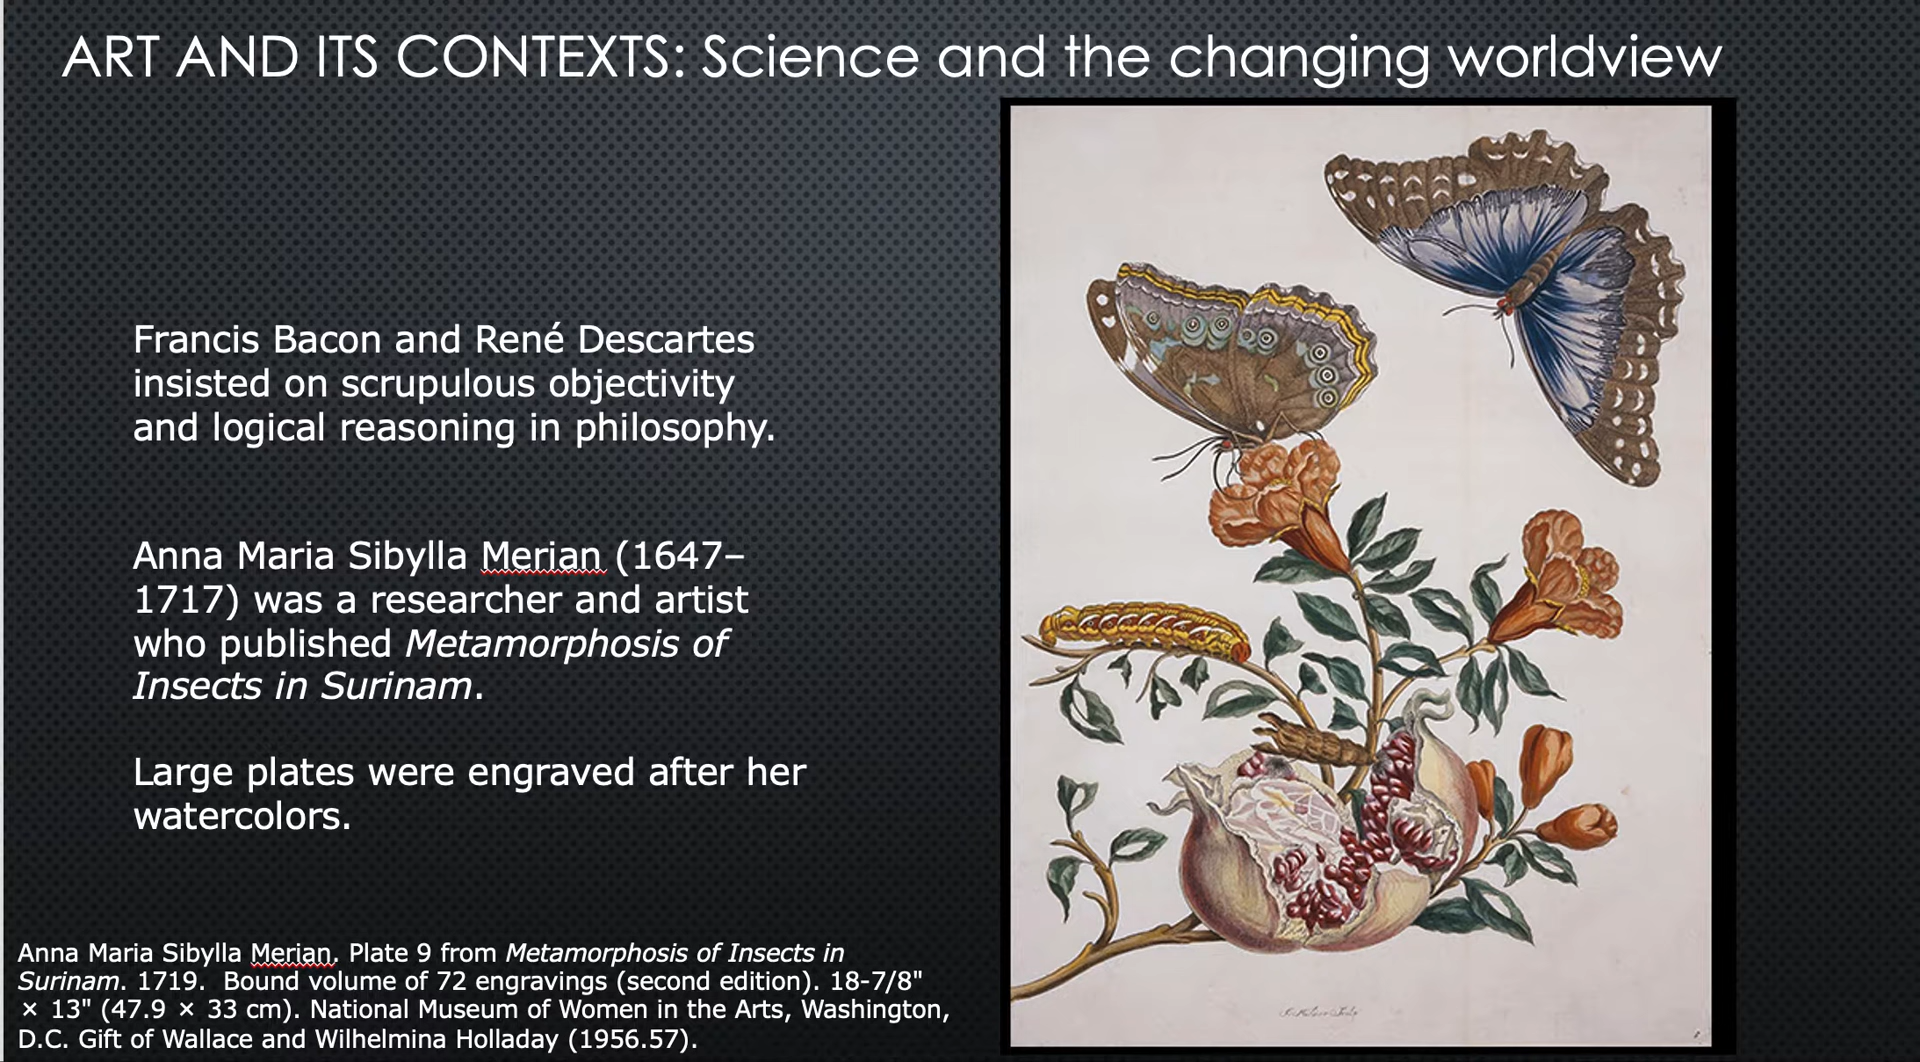 ART AND ITS CONTEXTS: Science and the changing worldview
Francis Bacon and René Descartes
insisted on scrupulous objectivity
and logical reasoning in philosophy.
Anna Maria Sibylla Merian (1647–
1717) was a researcher and artist
who published Metamorphosis of
Insects in Surinam.
Large plates were engraved after her
watercolors.
Anna Maria Sibylla Merian. Plate 9 from Metamorphosis of Insects in
Surinam. 1719. Bound volume of 72 engravings (second edition). 18-7/8"
× 13" (47.9 × 33 cm). National Museum of Women in the Arts, Washington,
D.C. Gift of Wallace and Wilhelmina Holladay (1956.57).